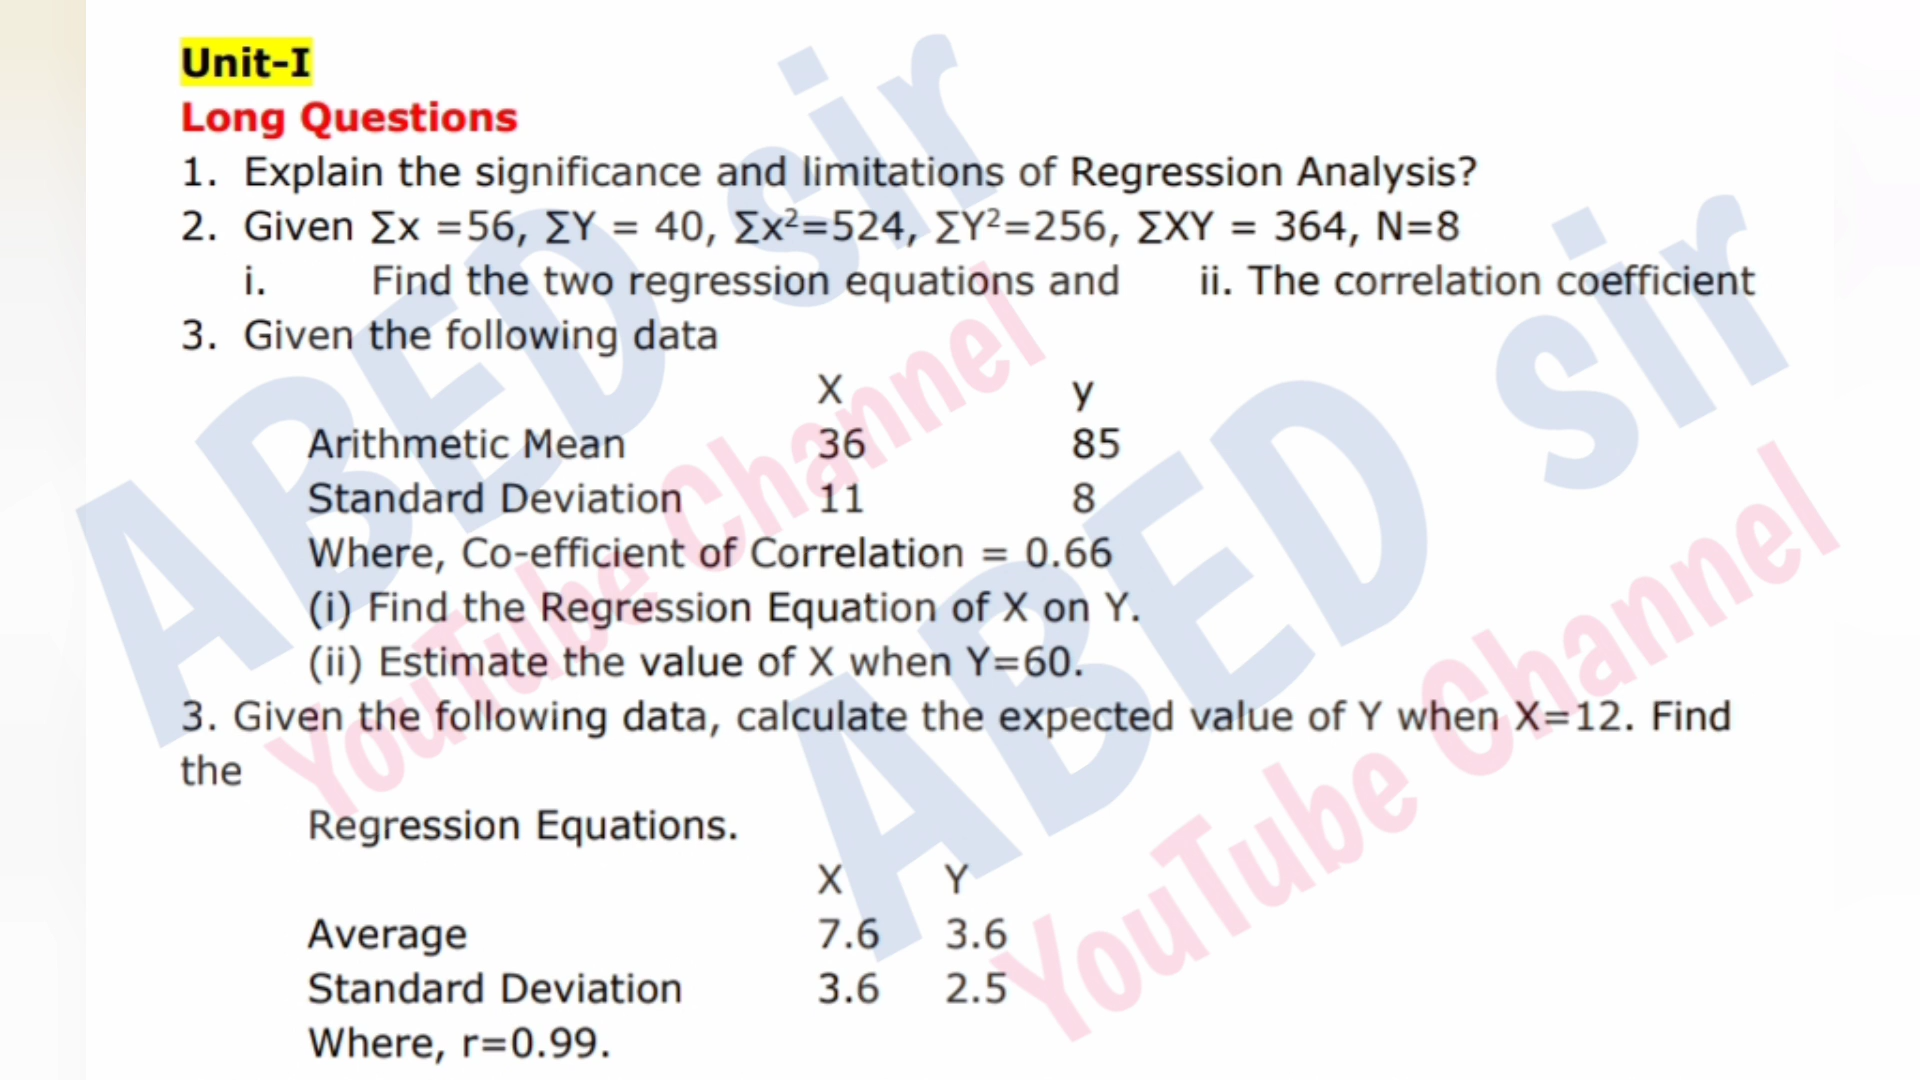 Unit-I
Long Questions
1. Explain the significance and limitations of Regression Analysis?
2. Given ∑x =56, ∑Y = 40, ∑x²=524, ∑Y²=256, ∑XY = 364, N=8
i. Find the two regression equations and ii. The correlation coefficient
3. Given the following data
X y
Arithmetic Mean 36 85
Standard Deviation 11 8
Where, Co-efficient of Correlation = 0.66
(i) Find the Regression Equation of X on Y.
(ii) Estimate the value of X when Y=60.
3. Given the following data, calculate the expected value of Y when X=12. Find
the
Regression Equations.
X Y
Average 7.6 3.6
Standard Deviation 3.6 2.5
Where, r=0.99.
ABED sir
YouTube Channel
ABED sir
YouTube Channel